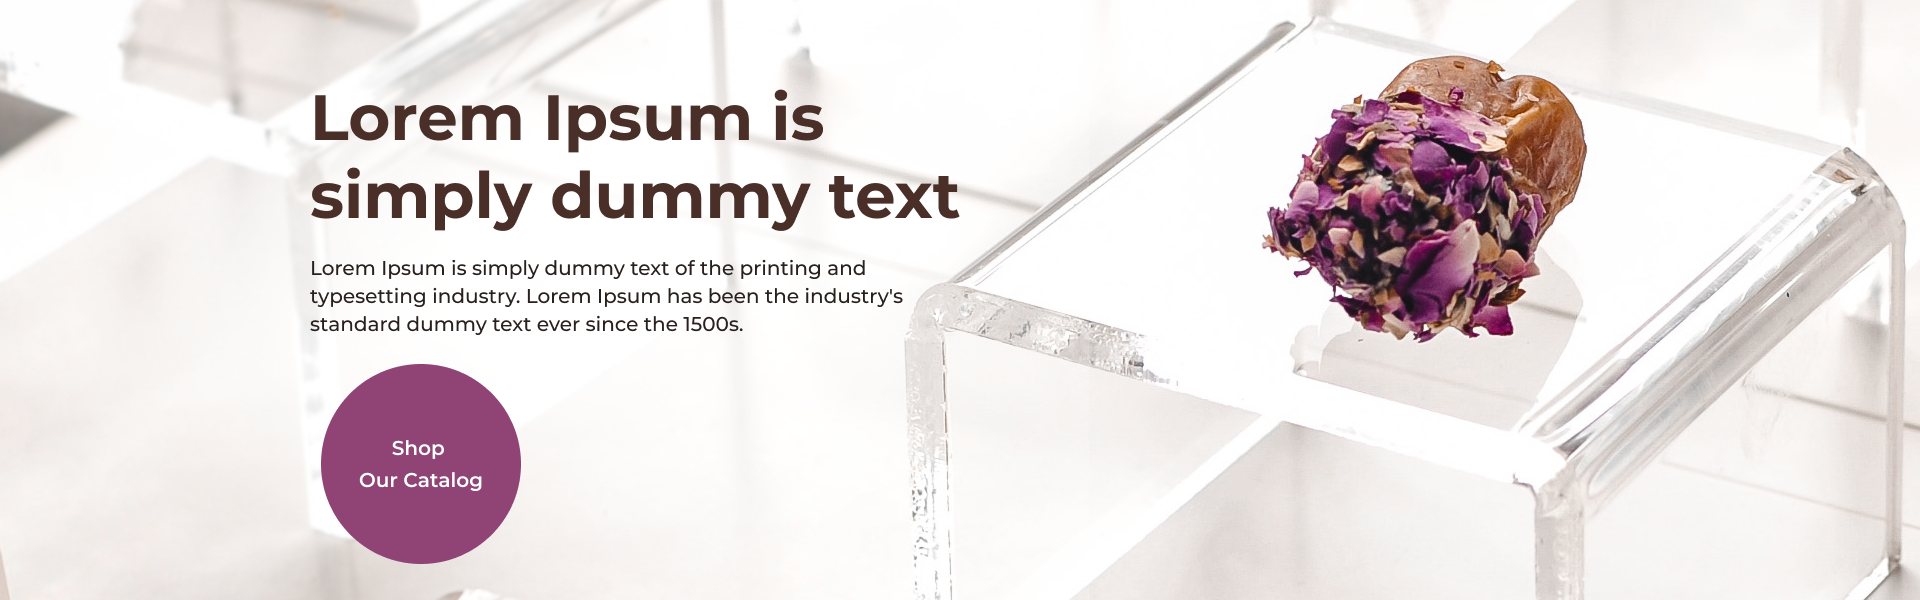 Lorem Ipsum is
simply dummy text
Lorem Ipsum is simply dummy text of the printing and
typesetting industry. Lorem Ipsum has been the industry's
standard dummy text ever since the 1500s.
Shop
Our Catalog